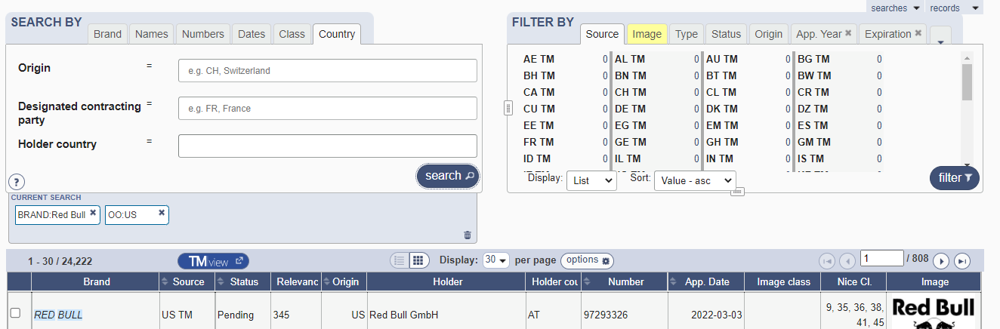 searches records
SEARCH BY Brand Names Numbers Dates Class Country
Origin = e.g. CH, Switzerland
Designated contracting party = e.g. FR, France
Holder country =
? search
CURRENT SEARCH
BRAND:Red Bull OO:US
FILTER BY Source Image Type Status Origin App. Year Expiration
AE TM 0 AL TM 0 AU TM 0 BG TM 0
BH TM 0 BN TM 0 BT TM 0 BW TM 0
CA TM 0 CH TM 0 CL TM 0 CR TM 0
CU TM 0 DE TM 0 DK TM 0 DZ TM 0
EE TM 0 EG TM 0 EM TM 0 ES TM 0
FR TM 0 GE TM 0 GH TM 0 GM TM 0
ID TM 0 IL TM 0 IN TM 0 IS TM 0
Display: List Sort: Value - asc filter
1 - 30 / 24,222 TM view Display: 30 per page options 1 / 808
Brand Source Status Relevanc Origin Holder Holder cou Number App. Date Image class Nice Cl. Image
RED BULL US TM Pending 345 US Red Bull GmbH AT 97293326 2022-03-03 9, 35, 36, 38, 41, 45 Red Bull